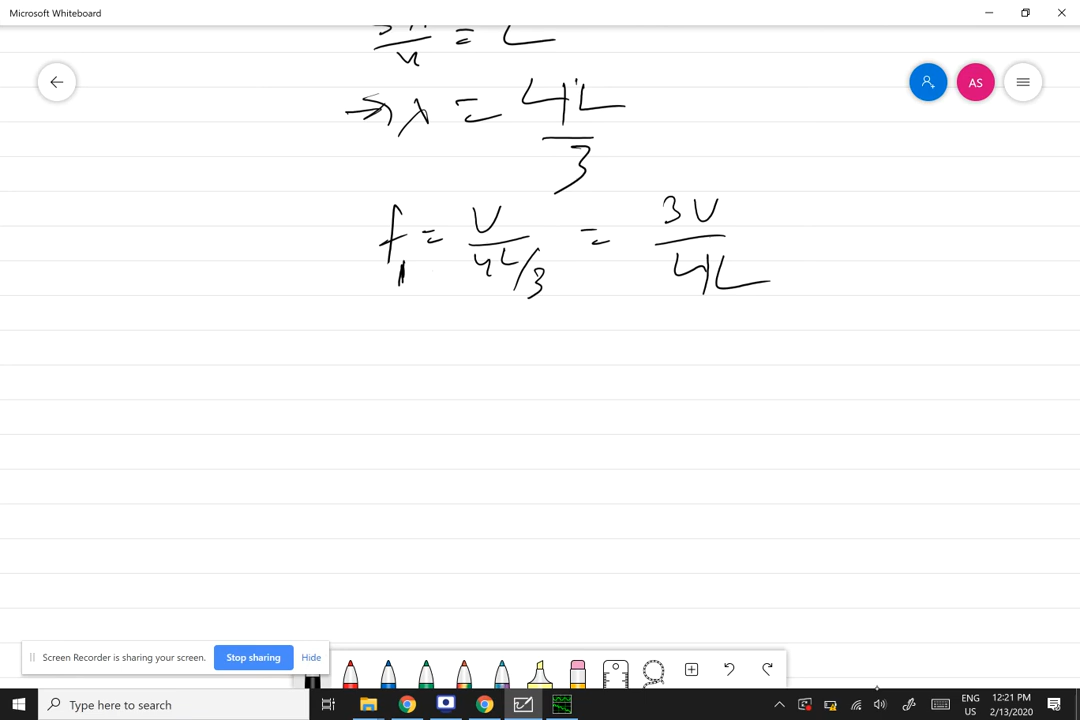 Microsoft Whiteboard
AS
= L
→ λ = 4L/3
f₁ = V/(4L/3) = 3V/4L
Screen Recorder is sharing your screen. Stop sharing Hide
Type here to search
ENG
US
12:21 PM
2/13/2020